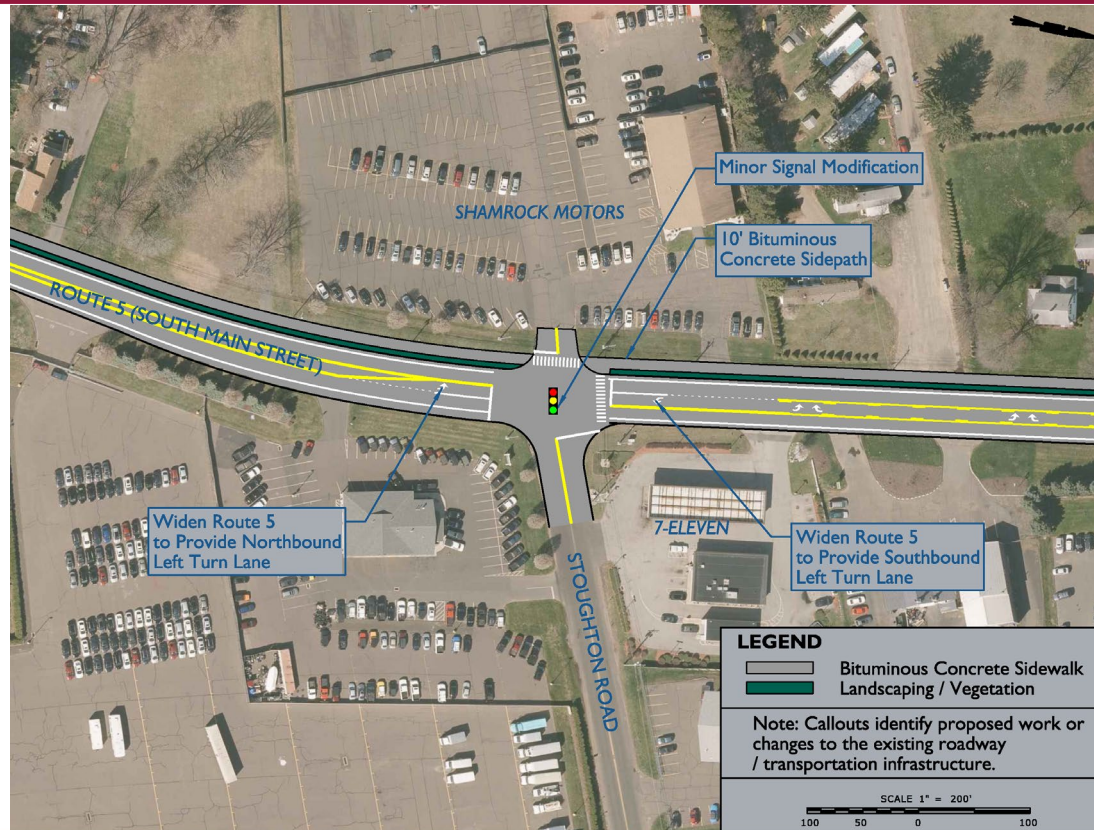 Minor Signal Modification
SHAMROCK MOTORS
10' Bituminous
Concrete Sidepath
ROUTE 5 (SOUTH MAIN STREET)
Widen Route 5
to Provide Northbound
Left Turn Lane
7-ELEVEN
Widen Route 5
to Provide Southbound
Left Turn Lane
STOUGHTON ROAD
LEGEND
Bituminous Concrete Sidewalk
Landscaping / Vegetation
Note: Callouts identify proposed work or
changes to the existing roadway
/ transportation infrastructure.
SCALE 1" = 200'
100 50 0 100